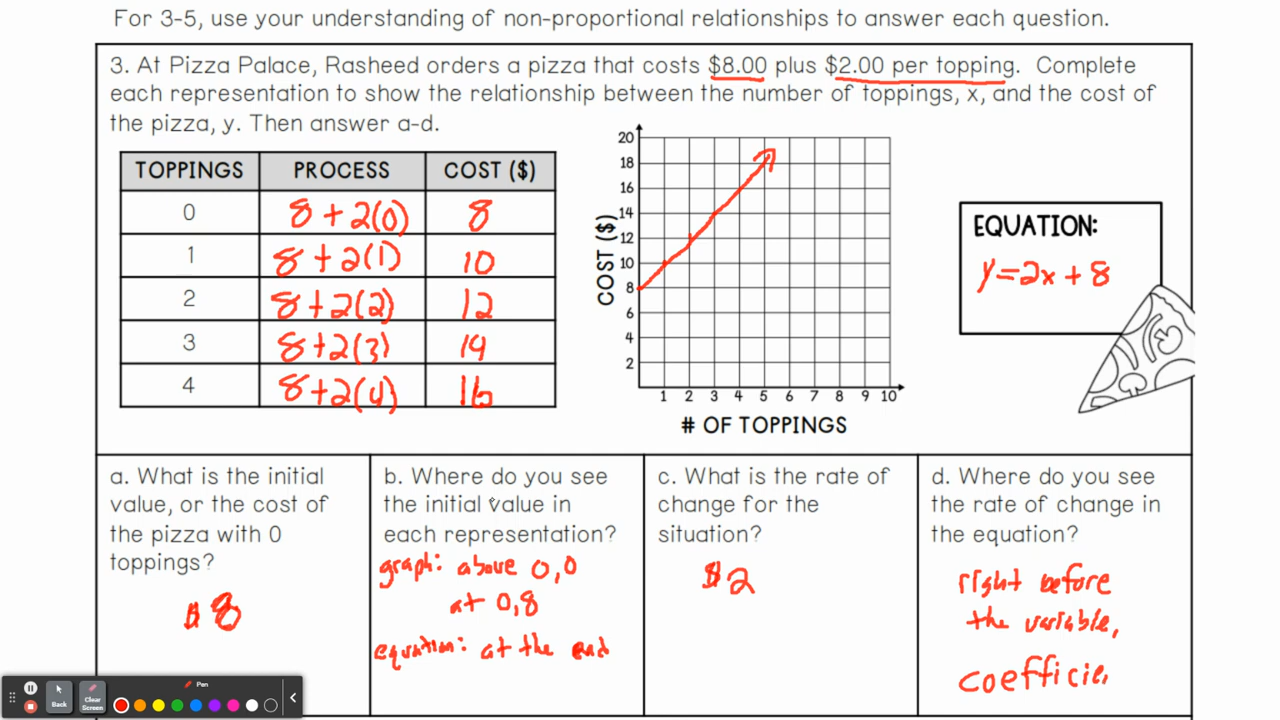 For 3-5, use your understanding of non-proportional relationships to answer each question.
3. At Pizza Palace, Rasheed orders a pizza that costs $8.00 plus $2.00 per topping. Complete
each representation to show the relationship between the number of toppings, x, and the cost of
the pizza, y. Then answer a-d.
TOPPINGS PROCESS COST ($)
0 8 + 2(0) 8
1 8 + 2(1) 10
2 8 + 2(2) 12
3 8 + 2(3) 14
4 8 + 2(4) 16
COST ($)
20
18
16
14
12
10
8
6
4
2
1 2 3 4 5 6 7 8 9 10
# OF TOPPINGS
EQUATION:
y = 2x + 8
a. What is the initial
value, or the cost of
the pizza with 0
toppings?
$8
b. Where do you see
the initial value in
each representation?
graph: above 0,0
at 0,8
equation: at the end
c. What is the rate of
change for the
situation?
$2
d. Where do you see
the rate of change in
the equation?
right before
the variable,
coefficie
Pen
Back
Clear
Screen